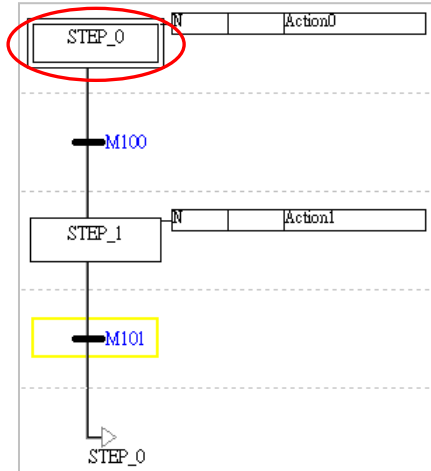 STEP_0 N Action0
M100
STEP_1 N Action1
M101
STEP_0